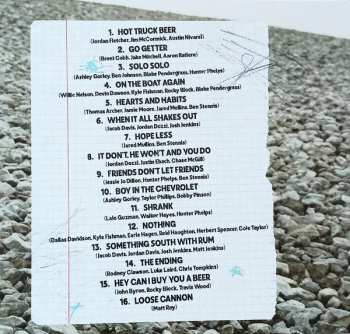 1. HOT TRUCK BEER
(Jordan Fletcher, Jim McCormick, Austin Nivarel)
2. GO GETTER
(Brent Cobb, Jake Mitchell, Aaron Raitiere)
3. SOLO SOLO
(Ashley Gorley, Ben Johnson, Blake Pendergrass, Hunter Phelps)
4. ON THE BOAT AGAIN
(Willie Nelson, Devin Dawson, Kyle Fishman, Rocky Block, Blake Pendergrass)
5. HEARTS AND HABITS
(Thomas Archer, Jamie Moore, Jared Mullins, Ben Stennis)
6. WHEN IT ALL SHAKES OUT
(Jacob Davis, Jordan Dozzi, Josh Jenkins)
7. HOPE LESS
(Jared Mullins, Ben Stennis)
8. IT DON'T, HE WON'T AND YOU DO
(Jordan Dozzi, Justin Ebach, Chase McGill)
9. FRIENDS DON'T LET FRIENDS
(Jessie Jo Dillon, Hunter Phelps, Ben Stennis)
10. BOY IN THE CHEVROLET
(Ashley Gorley, Taylor Phillips, Bobby Pinson)
11. SHRANK
(Lalo Guzman, Walker Hayes, Hunter Phelps)
12. NOTHING
(Dallas Davidson, Kyle Fishman, Earle Hagen, Reid Haughton, Herbert Spencer, Cole Taylor)
13. SOMETHING SOUTH WITH RUM
(Jacob Davis, Jordan Davis, Josh Jenkins, Matt Jenkins)
14. THE ENDING
(Rodney Clawson, Luke Laird, Chris Tompkins)
15. HEY CAN I BUY YOU A BEER
(John Byron, Rocky Block, Travis Wood)
16. LOOSE CANNON
(Matt Roy)